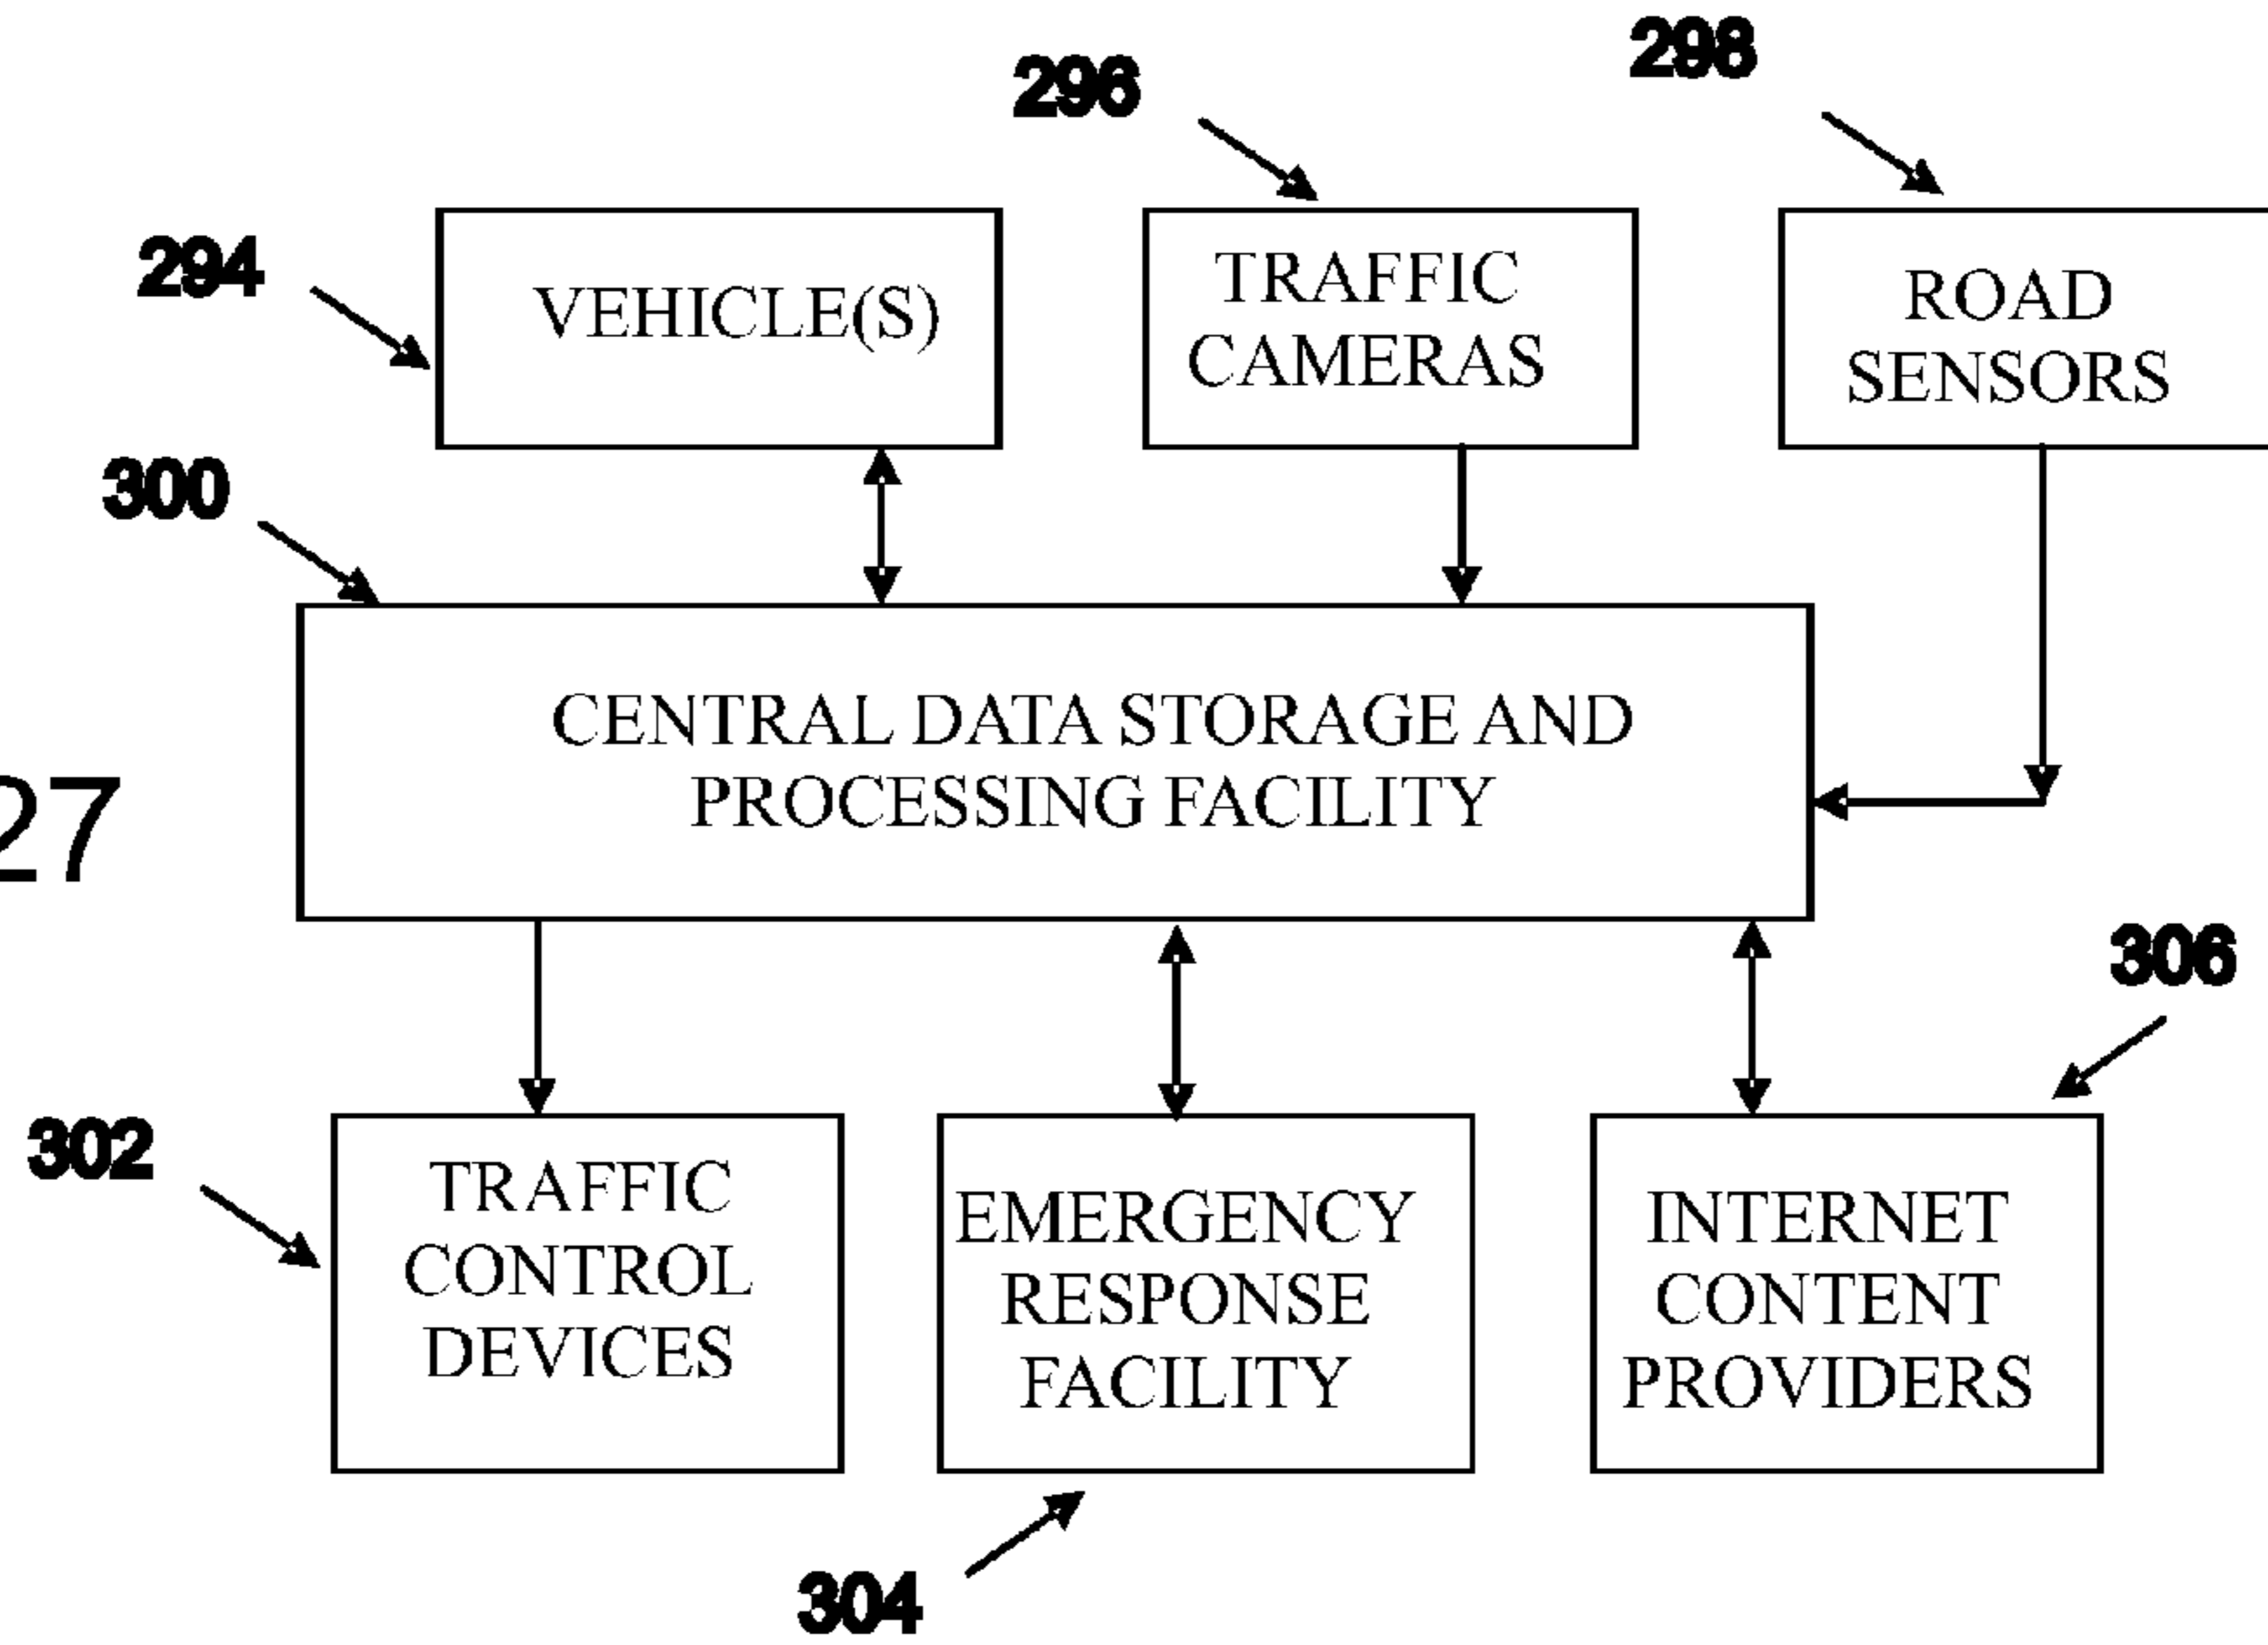 298
296
294
VEHICLE(S)
TRAFFIC
CAMERAS
ROAD
SENSORS
300
CENTRAL DATA STORAGE AND
PROCESSING FACILITY
27
306
302
TRAFFIC
CONTROL
DEVICES
EMERGENCY
RESPONSE
FACILITY
INTERNET
CONTENT
PROVIDERS
304